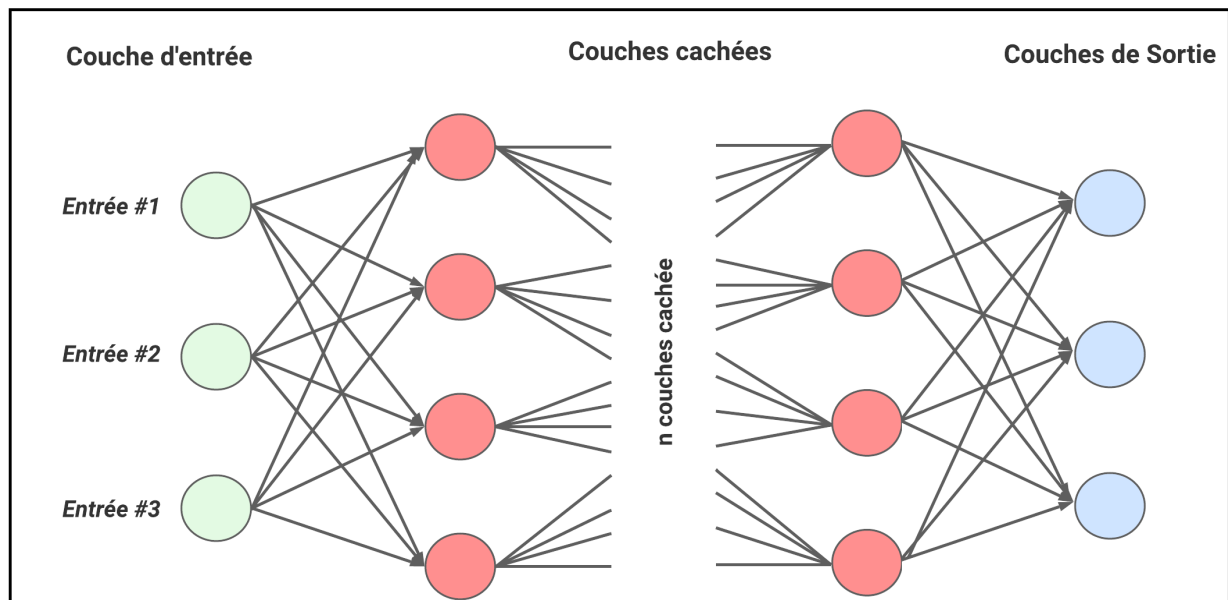 Couche d'entrée
Couches cachées
Couches de Sortie
Entrée #1
Entrée #2
Entrée #3
n couches cachée